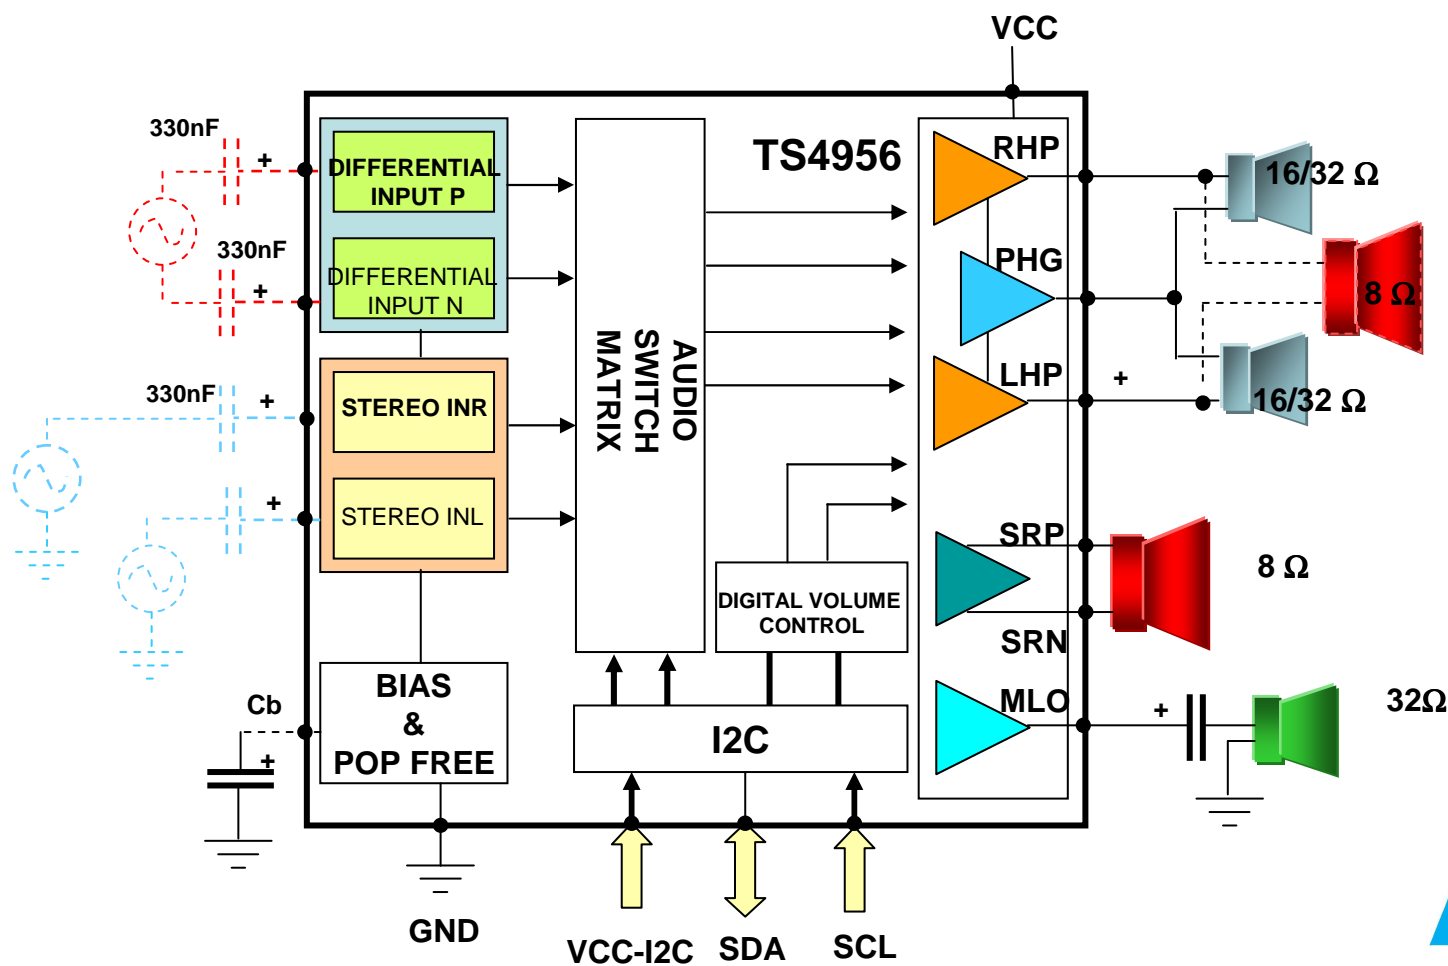 VCC
330nF
+
DIFFERENTIAL
INPUT P
TS4956
RHP
16/32 Ω
330nF
+
DIFFERENTIAL
INPUT N
PHG
8 Ω
AUDIO
SWITCH
MATRIX
330nF
+
STEREO INR
LHP
+
16/32 Ω
+
STEREO INL
SRP
8 Ω
DIGITAL VOLUME
CONTROL
SRN
Cb
+
BIAS
&
POP FREE
I2C
MLO
+
32Ω
GND
VCC-I2C
SDA
SCL